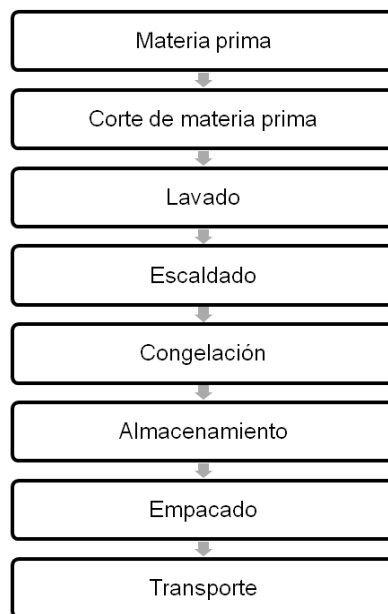 Materia prima
Corte de materia prima
Lavado
Escaldado
Congelación
Almacenamiento
Empacado
Transporte